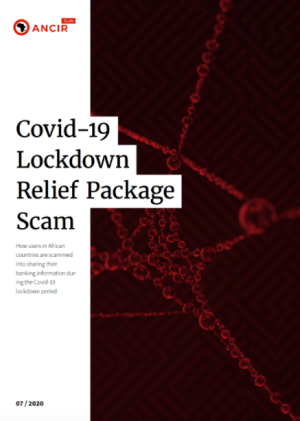 ANCIR
Covid-19
Lockdown
Relief Package
Scam
How users in African
countries are scammed
into sharing their
banking information dur
ing the Covid-19
lockdown period
07 / 2020